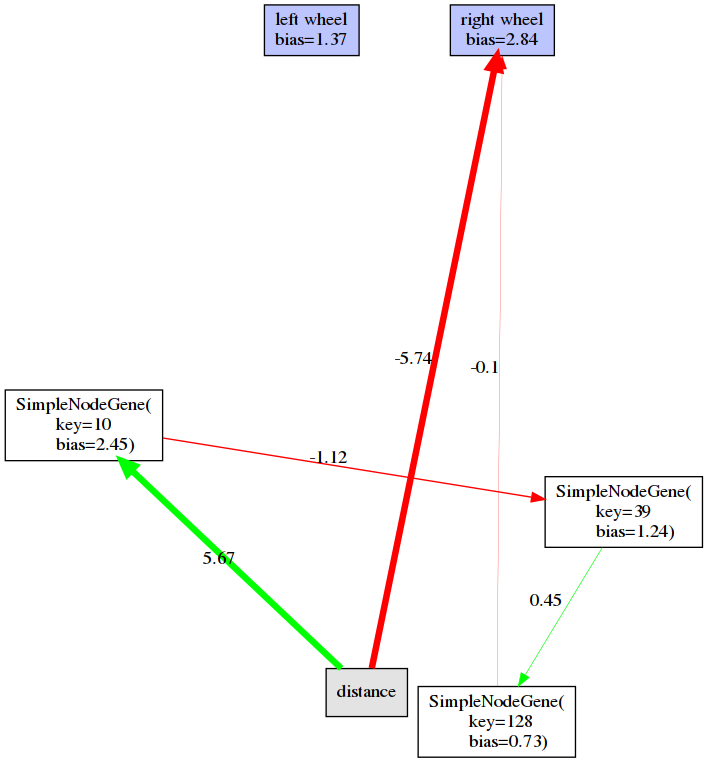 left wheel
bias=1.37
right wheel
bias=2.84
-5.74
-0.1
SimpleNodeGene(
key=10
bias=2.45)
-1.12
SimpleNodeGene(
key=39
bias=1.24)
5.67
0.45
distance
SimpleNodeGene(
key=128
bias=0.73)